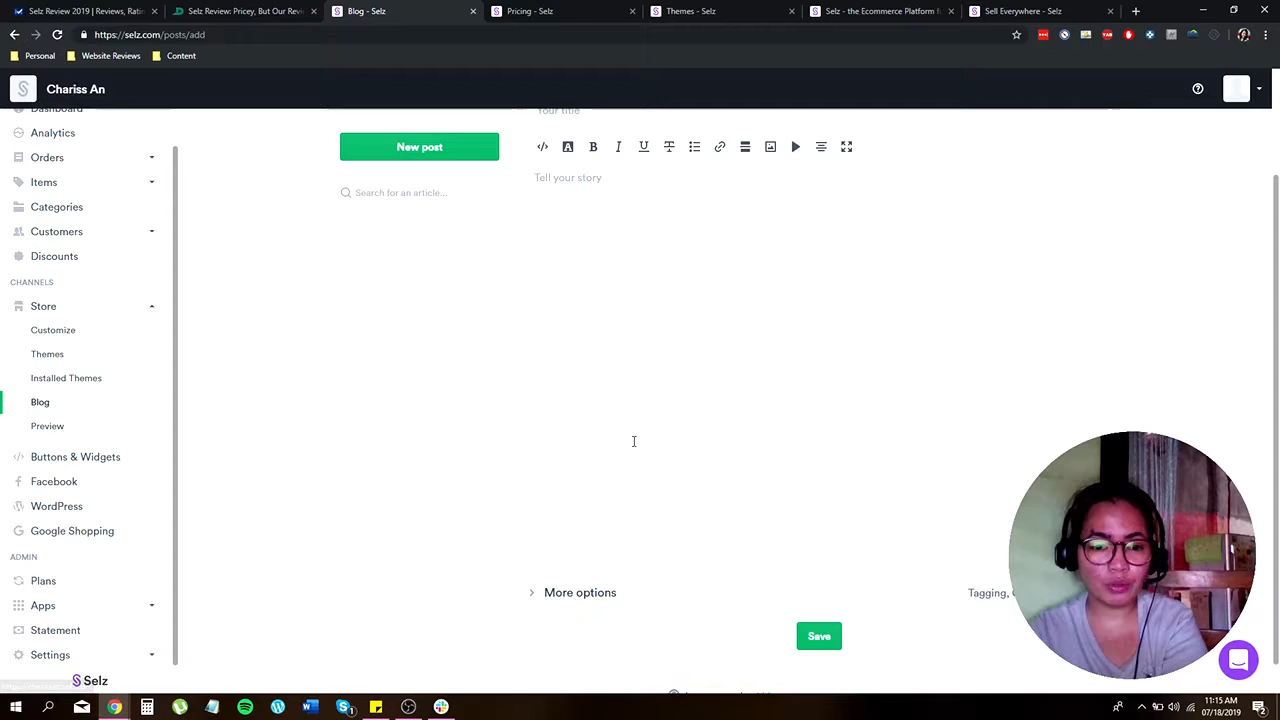 Selz Review 2019 | Reviews, Ratin
Selz Review: Pricey, But Our Revi
Blog - Selz
Pricing - Selz
Themes - Selz
Selz - the Ecommerce Platform f
Sell Everywhere - Selz
https://selz.com/posts/add
Personal
Website Reviews
Content
Chariss An
Dashboard
Analytics
Orders
Items
Categories
Customers
Discounts
CHANNELS
Store
Customize
Themes
Installed Themes
Blog
Preview
Buttons & Widgets
Facebook
WordPress
Google Shopping
ADMIN
Plans
Apps
Statement
Settings
Selz
New post
Search for an article...
Your title
Tell your story
More options
Tagging,
Save
11:15 AM
07/18/2019